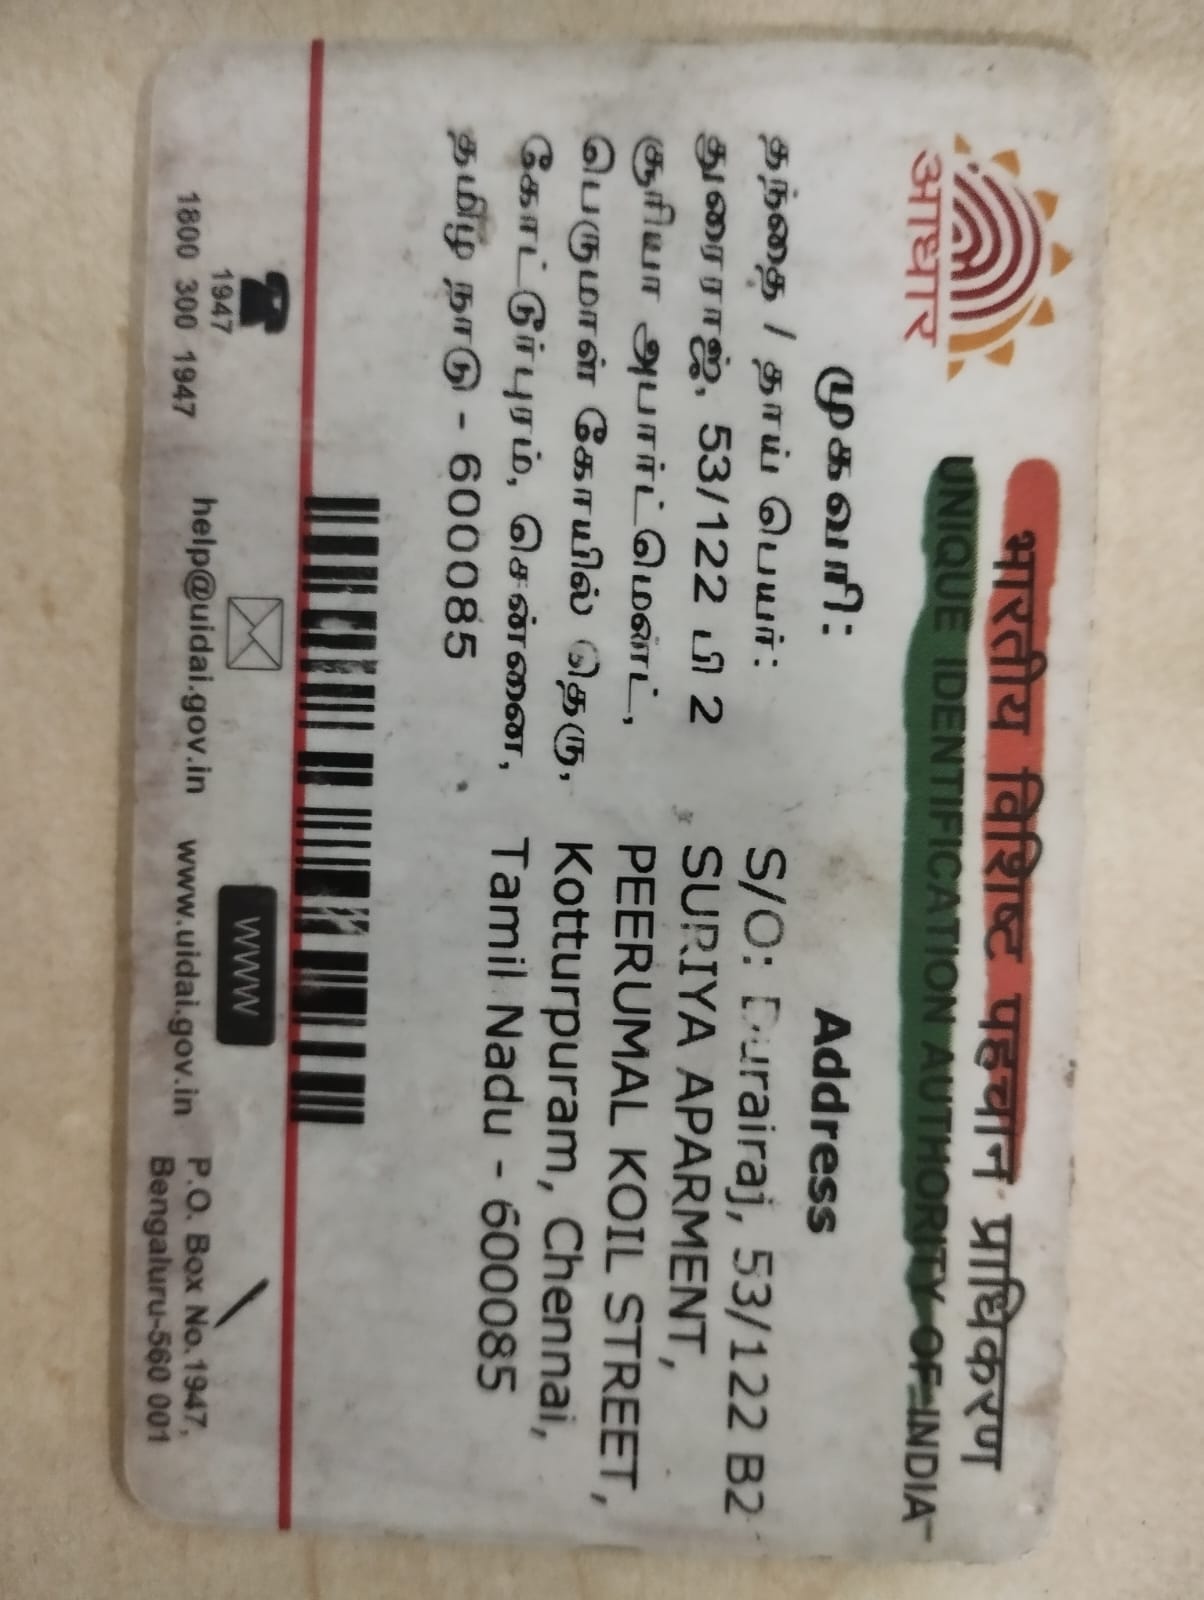 भारतीय विशिष्ट पहचान प्राधिकरण
UNIQUE IDENTIFICATION AUTHORITY OF INDIA
आधार
முகவரி:
தந்தை / தாய் பெயர்:
துரைராஜ், 53/122 பி 2
சூரியா அபார்ட்மெண்ட்,
பெருமாள் கோயில் தெரு,
கோட்டுர்புரம், சென்னை,
தமிழ் நாடு - 600085
Address
S/O: Durairaj, 53/122 B2
SURIYA APARMENT,
PEERUMAL KOIL STREET,
Kotturpuram, Chennai,
Tamil Nadu - 600085
1947
1800 300 1947
help@uidai.gov.in
WWW
www.uidai.gov.in
P.O. Box No.1947,
Bengaluru-560 001